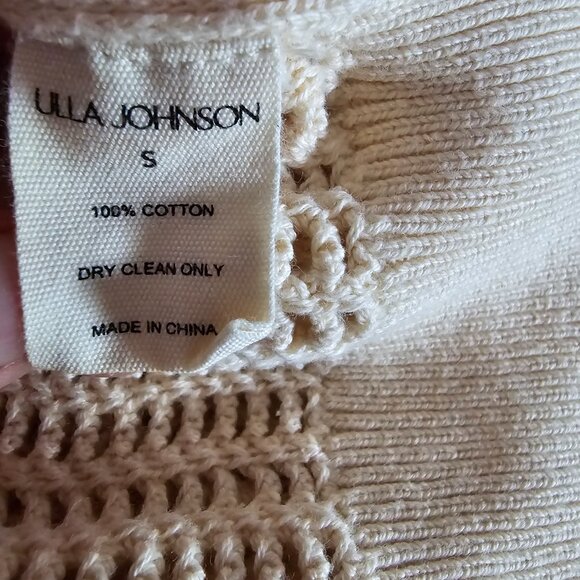 ULLA JOHNSON
S
100% COTTON
DRY CLEAN ONLY
MADE IN CHINA